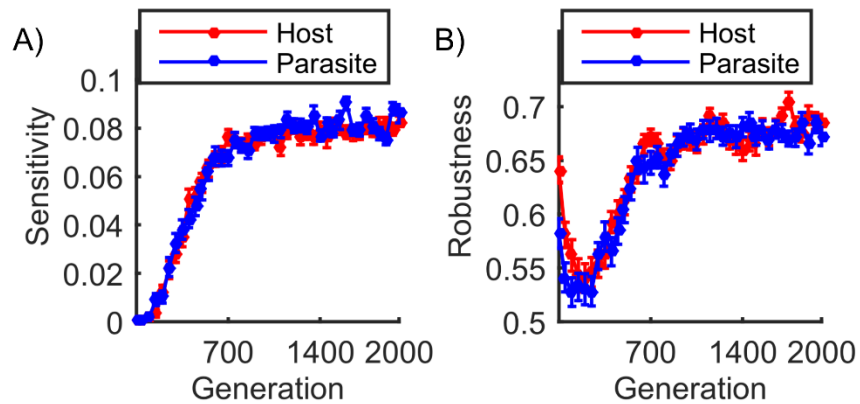 A)
Host
Parasite
Sensitivity
0.1
0.08
0.06
0.04
0.02
0
700
1400
2000
Generation
B)
Host
Parasite
Robustness
0.7
0.65
0.6
0.55
0.5
700
1400
2000
Generation